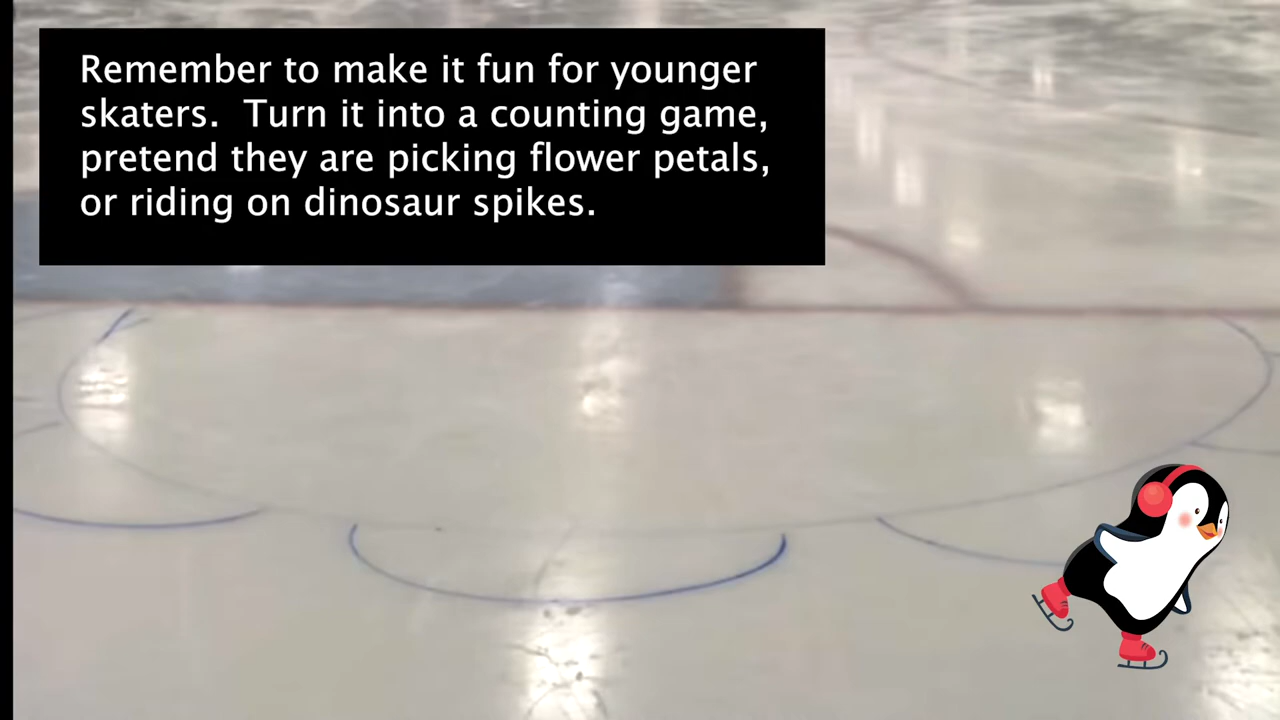 Remember to make it fun for younger
skaters.  Turn it into a counting game,
pretend they are picking flower petals,
or riding on dinosaur spikes.